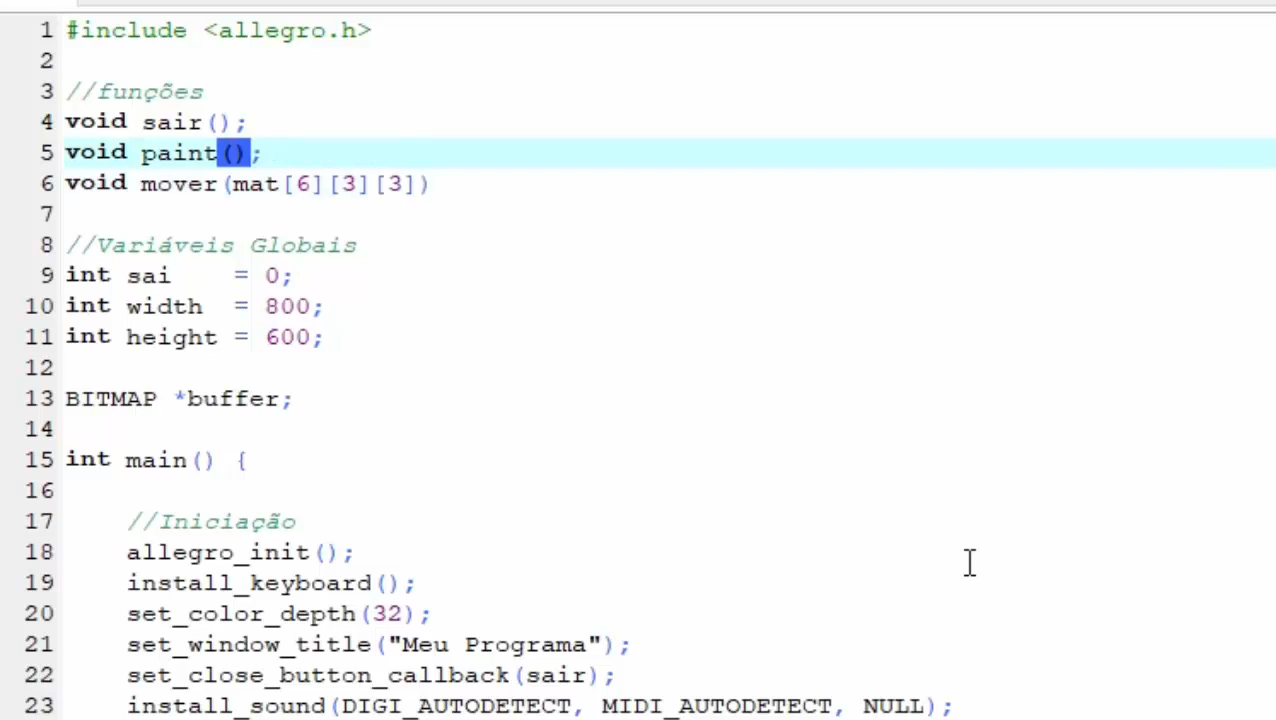 1 #include <allegro.h>
2
3 //funções
4 void sair();
5 void paint();
6 void mover(mat[6][3][3])
7
8 //Variáveis Globais
9 int sai    = 0;
10 int width  = 800;
11 int height = 600;
12
13 BITMAP *buffer;
14
15 int main() {
16
17     //Iniciação
18     allegro_init();
19     install_keyboard();
20     set_color_depth(32);
21     set_window_title("Meu Programa");
22     set_close_button_callback(sair);
23     install_sound(DIGI_AUTODETECT, MIDI_AUTODETECT, NULL);